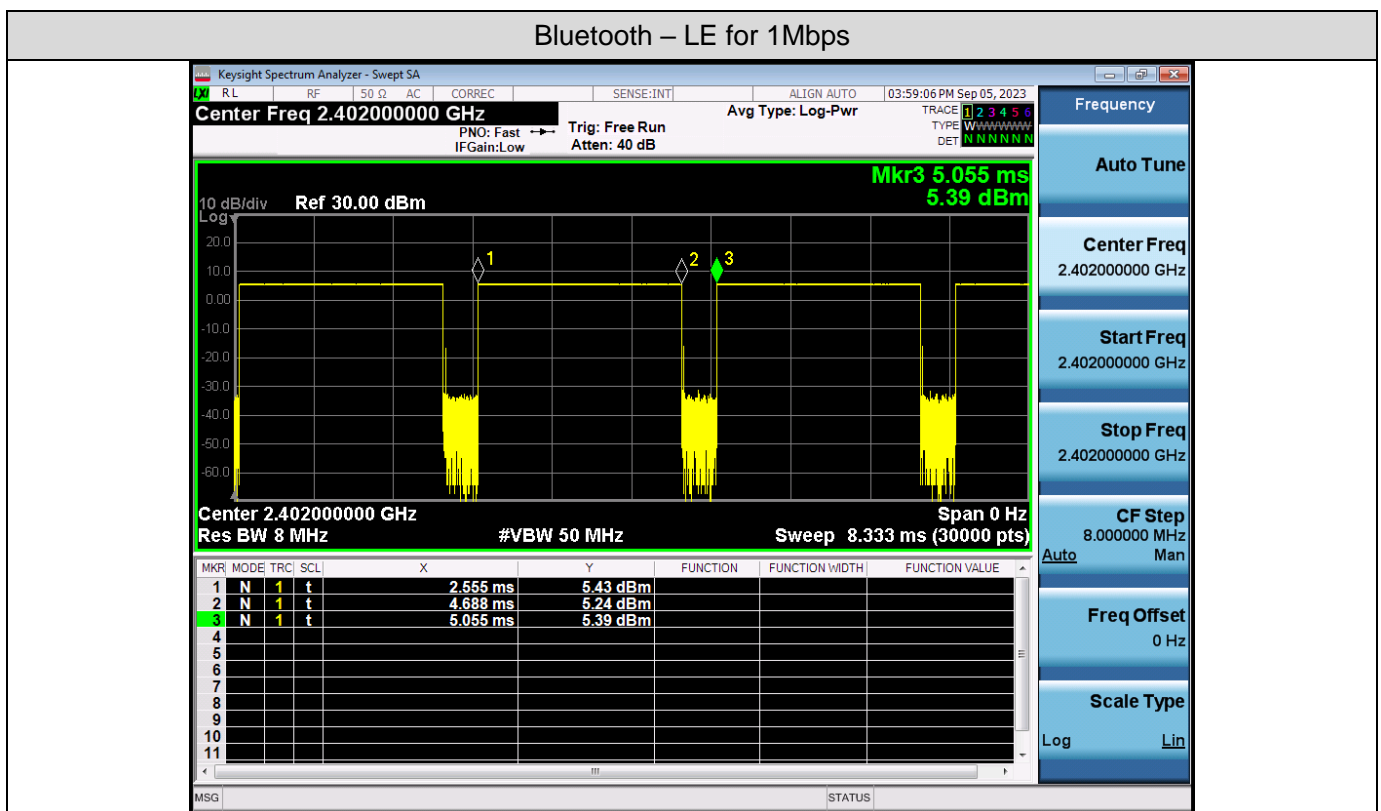 Bluetooth – LE for 1Mbps
Keysight Spectrum Analyzer - Swept SA
LXI RL RF 50 Ω AC CORREC SENSE:INT ALIGN AUTO 03:59:06 PM Sep 05, 2023
Center Freq 2.402000000 GHz
PNO: Fast
IFGain:Low
Trig: Free Run
Atten: 40 dB
Avg Type: Log-Pwr
TRACE 1 2 3 4 5 6
TYPE WWWWWW
DET N N N N N N
Mkr3 5.055 ms
5.39 dBm
10 dB/div Ref 30.00 dBm
Log
20.0
10.0
0.00
-10.0
-20.0
-30.0
-40.0
-50.0
-60.0
1
2
3
Center 2.402000000 GHz Span 0 Hz
Res BW 8 MHz #VBW 50 MHz Sweep 8.333 ms (30000 pts)
MKR MODE TRC SCL X Y FUNCTION FUNCTION WIDTH FUNCTION VALUE
1 N 1 t 2.555 ms 5.43 dBm
2 N 1 t 4.688 ms 5.24 dBm
3 N 1 t 5.055 ms 5.39 dBm
4
5
6
7
8
9
10
11
MSG STATUS
Frequency
Auto Tune
Center Freq
2.402000000 GHz
Start Freq
2.402000000 GHz
Stop Freq
2.402000000 GHz
CF Step
8.000000 MHz
Auto Man
Freq Offset
0 Hz
Scale Type
Log Lin